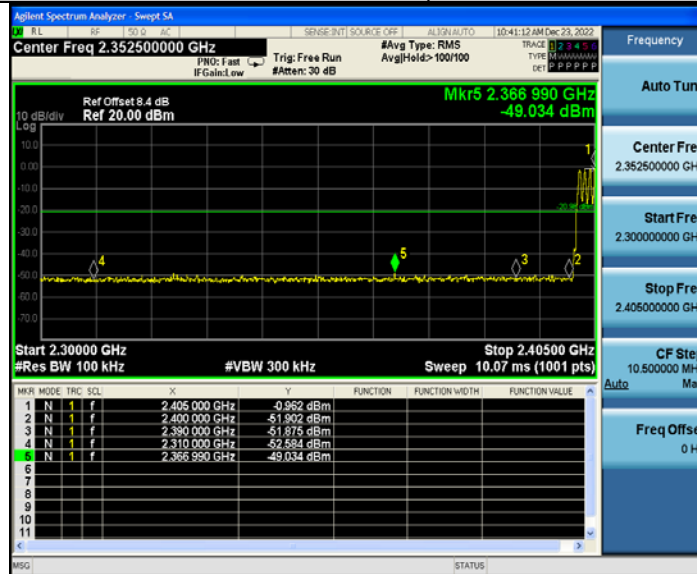 Agilent Spectrum Analyzer - Swept SA
RL RF 50 Ω AC SENSE:INT SOURCE OFF ALIGN AUTO 10:41:12 AM Dec 23, 2022
Center Freq 2.352500000 GHz
PNO: Fast
IFGain:Low
Trig: Free Run
#Atten: 30 dB
#Avg Type: RMS
Avg|Hold:> 100/100
TRACE 1 2 3 4 5 6
TYPE M
DET P P P P P P
Frequency
Auto Tun
Center Fre
2.352500000 GH
Start Fre
2.300000000 GH
Stop Fre
2.405000000 GH
CF Ste
10.500000 MH
Auto Ma
Freq Offse
0 H
Ref Offset 8.4 dB
10 dB/div Ref 20.00 dBm
Log
Mkr5 2.366 990 GHz
-49.034 dBm
10.0
0.00
-10.0
-20.0
-30.0
-40.0
-50.0
-60.0
-70.0
1
4
5
3
2
Start 2.30000 GHz Stop 2.40500 GHz
#Res BW 100 kHz #VBW 300 kHz Sweep 10.07 ms (1001 pts)
MKR MODE TRC SCL X Y FUNCTION FUNCTION WIDTH FUNCTION VALUE
1 N 1 f 2.405 000 GHz -0.962 dBm
2 N 1 f 2.400 000 GHz -51.902 dBm
3 N 1 f 2.390 000 GHz -51.875 dBm
4 N 1 f 2.310 000 GHz -52.584 dBm
5 N 1 f 2.366 990 GHz -49.034 dBm
6
7
8
9
10
11
MSG STATUS